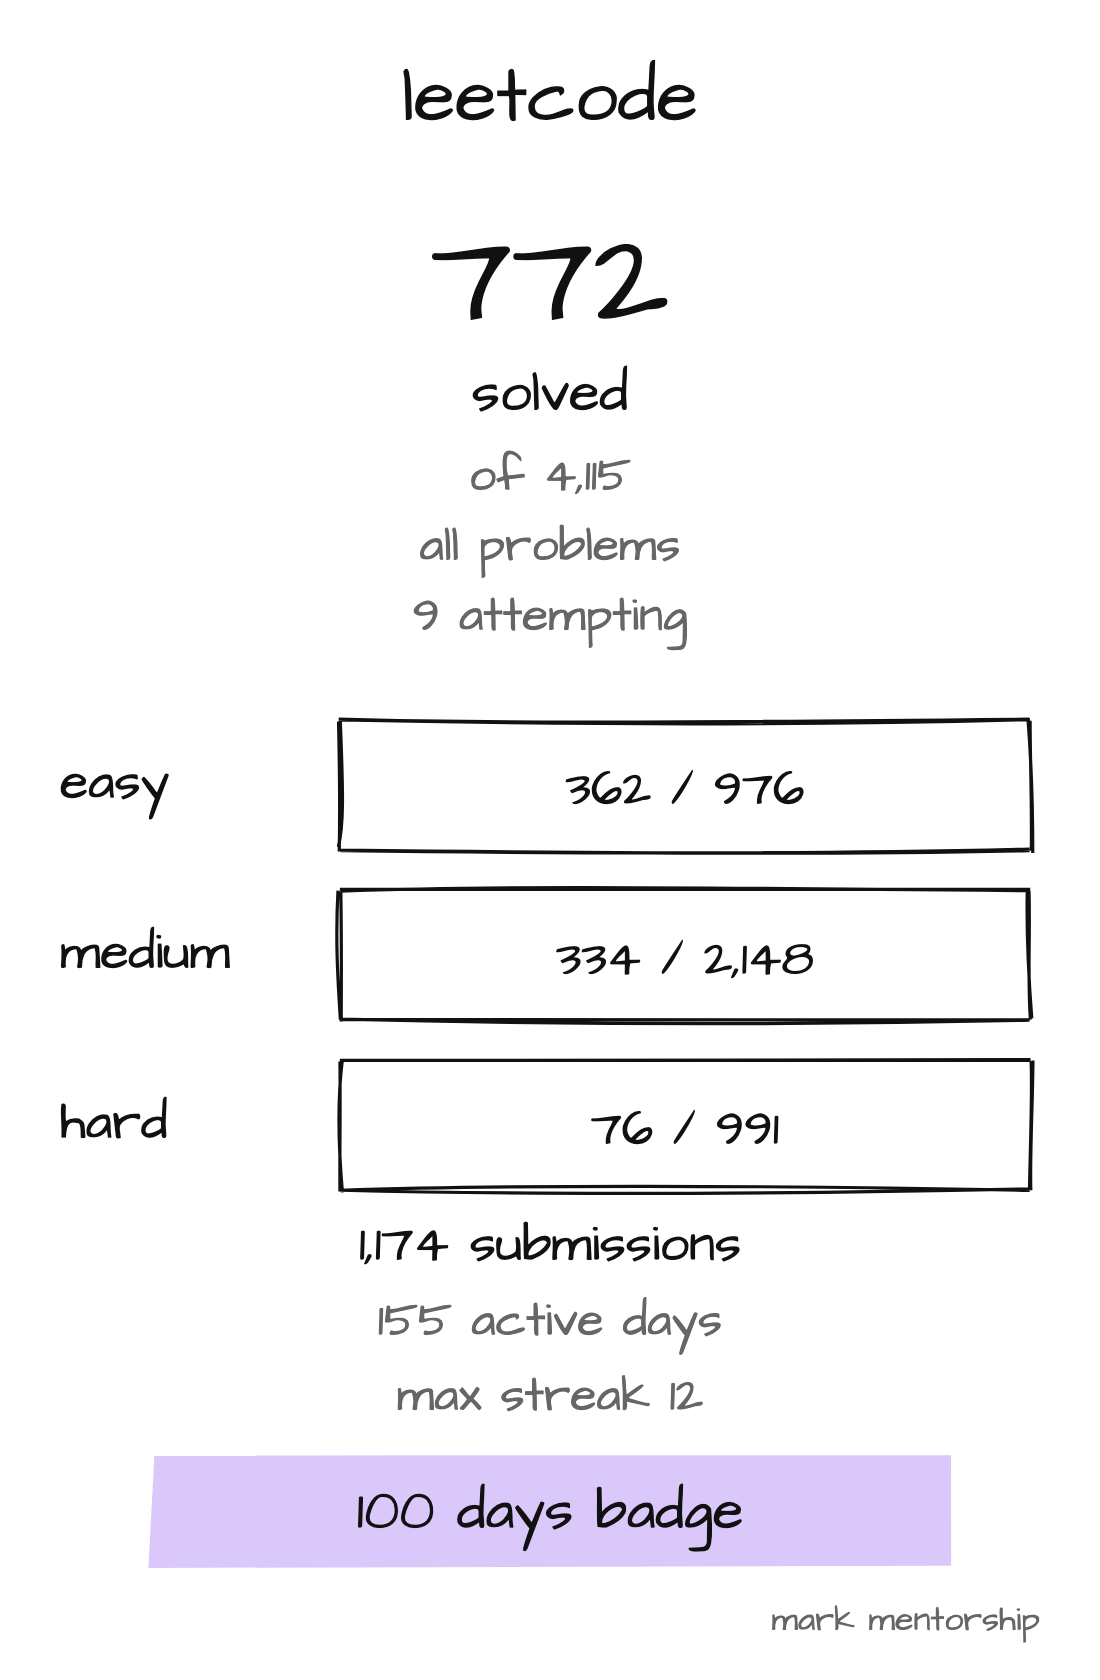 leetcode
772
solved
of 4,115
all problems
9 attempting
easy
362 / 976
medium
334 / 2,148
hard
76 / 991
1,174 submissions
155 active days
max streak 12
100 days badge
mark mentorship